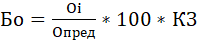 Бо = Oi / Опред * 100 * КЗ